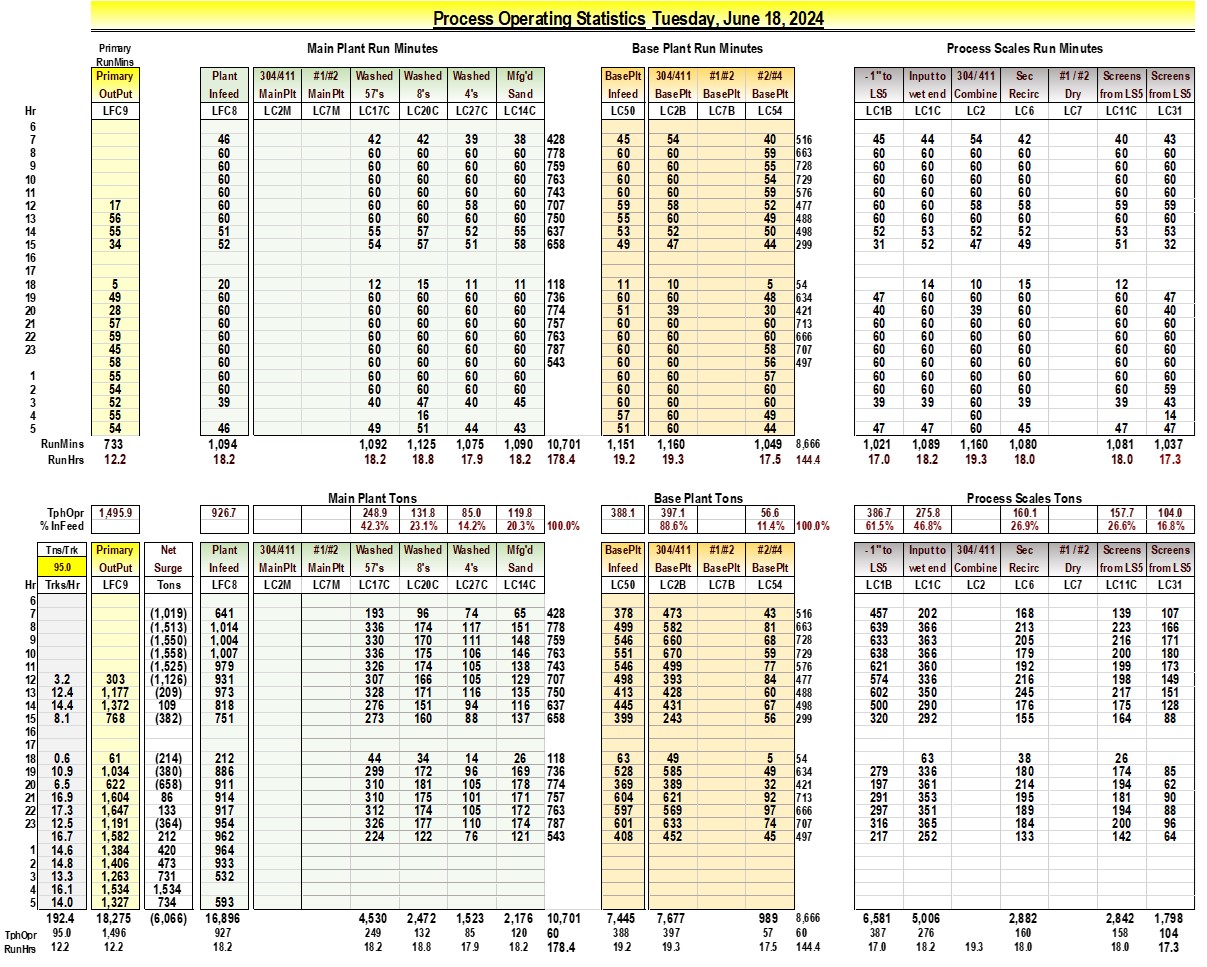 Process Operating Statistics Tuesday, June 18, 2024
Primary Main Plant Run Minutes Base Plant Run Minutes Process Scales Run Minutes
RunMins
Primary Plant 304/411 #1/#2 Washed Washed Washed Mfg'd BasePlt 304/411 #1/#2 #2/#4 - 1" to Input to 304/ 41 Sec #1 / #2 Screens Screens
OutPut Infeed MainPlt MainPlt 57's 8's 4's Sand Infeed BasePlt BasePlt BasePlt LS5 wet end Combine Recirc Dry from LS5 from LS5
Hr LFC9 LFC8 LC2M LC7M LC17C LC20C LC27C LC14C LC50 LC2B LC7B LC54 LC1B LC1C LC2 LC6 LC7 LC11C LC31
6
7 46 42 42 39 38 428 45 54 40 516 45 44 54 42 40 43
8 60 60 60 60 60 778 60 60 59 663 60 60 60 60 60 60
9 60 60 60 60 60 759 60 60 55 728 60 60 60 60 60 60
10 60 60 60 60 60 763 60 60 54 729 60 60 60 60 60 60
11 60 60 60 60 60 743 60 60 59 576 60 60 60 60 60 60
12 17 60 60 60 58 60 707 59 58 52 477 60 60 58 58 59 59
13 56 60 60 60 60 60 750 55 60 49 488 60 60 60 60 60 60
14 55 51 55 57 52 55 637 53 52 50 498 52 53 52 52 53 53
15 34 52 54 57 51 58 658 49 47 44 299 31 52 47 49 51 32
16
17
18 5 20 12 15 11 11 118 11 10 5 54 14 10 15 12
19 49 60 60 60 60 60 736 60 60 48 634 47 60 60 60 60 47
20 28 60 60 60 60 60 774 51 39 30 421 40 60 39 60 60 40
21 57 60 60 60 60 60 757 60 60 60 713 60 60 60 60 60 60
22 59 60 60 60 60 60 763 60 60 60 666 60 60 60 60 60 60
23 45 60 60 60 60 60 787 60 60 58 707 60 60 60 60 60 60
58 60 60 60 60 60 543 60 60 56 497 60 60 60 60 60 60
1 55 60 60 60 60 60 60 60 57 60 60 60 60 60 60
2 54 60 60 60 60 60 60 60 60 60 60 60 60 60 59
3 52 39 40 47 40 45 60 60 60 39 39 60 39 39 43
4 55 16 57 60 49 60 14
5 54 46 49 51 44 43 60 60 45 47 47 60 45 47 47
RunMins 733 1,094 1,092 1,125 1,075 1,090 10,701 1,151 1,160 1,049 8,666 1,021 1,089 1,160 1,080 1,081 1,037
RunHrs 12.2 18.2 18.2 18.8 17.9 18.2 178.4 19.2 19.3 17.5 144.4 17.0 18.2 19.3 18.0 18.0 17.3
Main Plant Tons Base Plant Tons Process Scales Tons
TphOpr 1,495.9 926.7 248.9 131.8 85.0 119.8 388.1 397.1 56.6 386.7 275.8 160.1 157.7 104.0
% InFeed 42.3% 23.1% 14.2% 20.3% 100.0% 88.6% 11.4% 100.0% 61.5% 46.8% 26.9% 26.6% 16.8%
Tns/Trk Primary Net Plant 304/411 #1/#2 Washed Washed Washed Mfg'd BasePlt 304/411 #1/#2 #2/#4 - 1" to Input to 304/ 41 Sec #1 / #2 Screens Screens
95.0 OutPut Surge Infeed MainPlt MainPlt 57's 8's 4's Sand Infeed BasePlt BasePlt BasePlt LS5 wet end Combine Recirc Dry from LS5 from LS5
Hr Trks/Hr LFC9 Tons LFC8 LC2M LC7M LC17C LC20C LC27C LC14C LC50 LC2B LC7B LC54 LC1B LC1C LC2 LC6 LC7 LC11C LC31
6
7 (1,019) 641 193 96 74 65 428 378 473 43 516 457 202 168 139 107
8 (1,513) 1,014 336 174 117 151 778 499 582 81 663 639 366 213 223 166
9 (1,550) 1,004 330 170 111 148 759 546 660 68 728 633 363 205 216 171
10 (1,558) 1,007 336 175 106 146 763 551 670 59 729 638 366 179 200 180
11 (1,525) 979 326 174 105 138 743 546 499 77 576 621 360 192 199 173
12 3.2 303 (1,126) 931 307 166 105 129 707 498 393 84 477 574 336 216 198 149
13 12.4 1,177 (209) 973 328 171 116 135 750 413 428 60 488 602 350 245 217 151
14 14.4 1,372 109 818 276 151 94 116 637 445 431 67 498 500 290 176 175 128
15 8.1 768 (382) 751 273 160 88 137 658 399 243 56 299 320 292 155 164 88
16
17
18 0.6 61 (214) 212 44 34 14 26 118 63 49 5 54 63 38 26
19 10.9 1,034 (380) 886 299 172 96 169 736 528 585 49 634 279 336 180 174 85
20 6.5 622 (658) 911 310 181 105 178 774 369 389 32 421 197 361 214 194 62
21 16.9 1,604 86 914 310 175 101 171 757 604 621 92 713 291 353 195 181 90
22 17.3 1,647 133 917 312 174 105 172 763 597 569 97 666 297 351 189 194 88
23 12.5 1,191 (364) 954 326 177 110 174 787 601 633 74 707 316 365 184 200 96
16.7 1,582 212 962 224 122 76 121 543 408 452 45 497 217 252 133 142 64
1 14.6 1,384 420 964
2 14.8 1,406 473 933
3 13.3 1,263 731 532
4 16.1 1,534 1,534
5 14.0 1,327 734 593
192.4 18,275 (6,066) 16,896 4,530 2,472 1,523 2,176 10,701 7,445 7,677 989 8,666 6,581 5,006 2,882 2,842 1,798
TphOpr 95.0 1,496 927 249 132 85 120 60 388 397 57 60 387 276 160 158 104
RunHrs 12.2 12.2 18.2 18.2 18.8 17.9 18.2 178.4 19.2 19.3 17.5 144.4 17.0 18.2 19.3 18.0 18.0 17.3